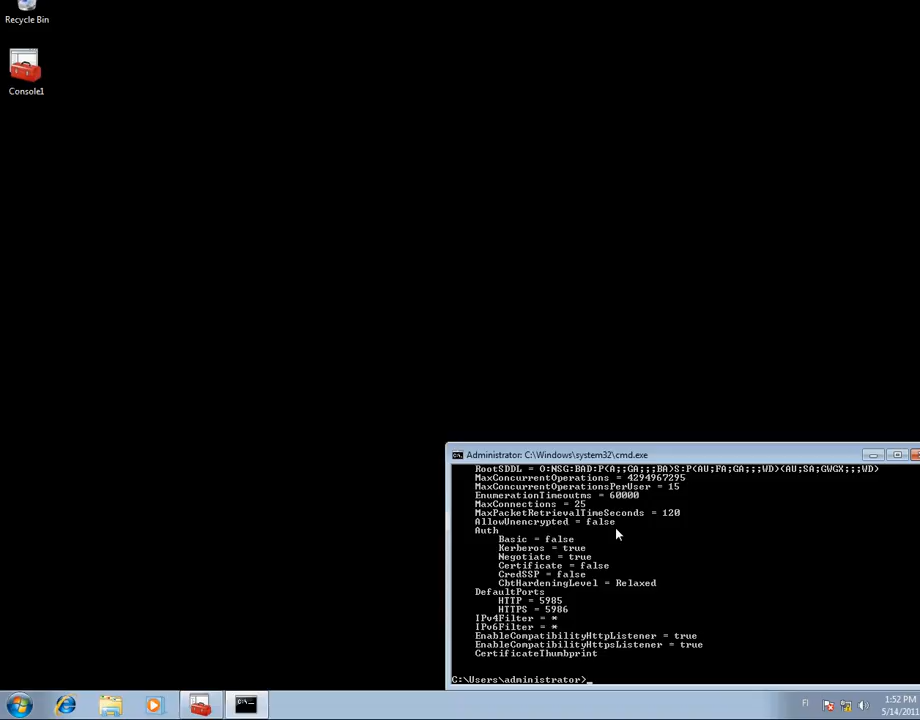 Recycle Bin
Console1
Administrator: C:\Windows\system32\cmd.exe
RootSDDL = O:NSG:BAD:P(A;;GA;;;BA)S:P(AU;FA;GA;;;WD)(AU;SA;GWGX;;;WD)
MaxConcurrentOperations = 4294967295
MaxConcurrentOperationsPerUser = 15
EnumerationTimeoutms = 60000
MaxConnections = 25
MaxPacketRetrievalTimeSeconds = 120
AllowUnencrypted = false
Auth
Basic = false
Kerberos = true
Negotiate = true
Certificate = false
CredSSP = false
CbtHardeningLevel = Relaxed
DefaultPorts
HTTP = 5985
HTTPS = 5986
IPv4Filter = *
IPv6Filter = *
EnableCompatibilityHttpListener = true
EnableCompatibilityHttpsListener = true
CertificateThumbprint
C:\Users\administrator>_
FI
1:52 PM
5/14/2011